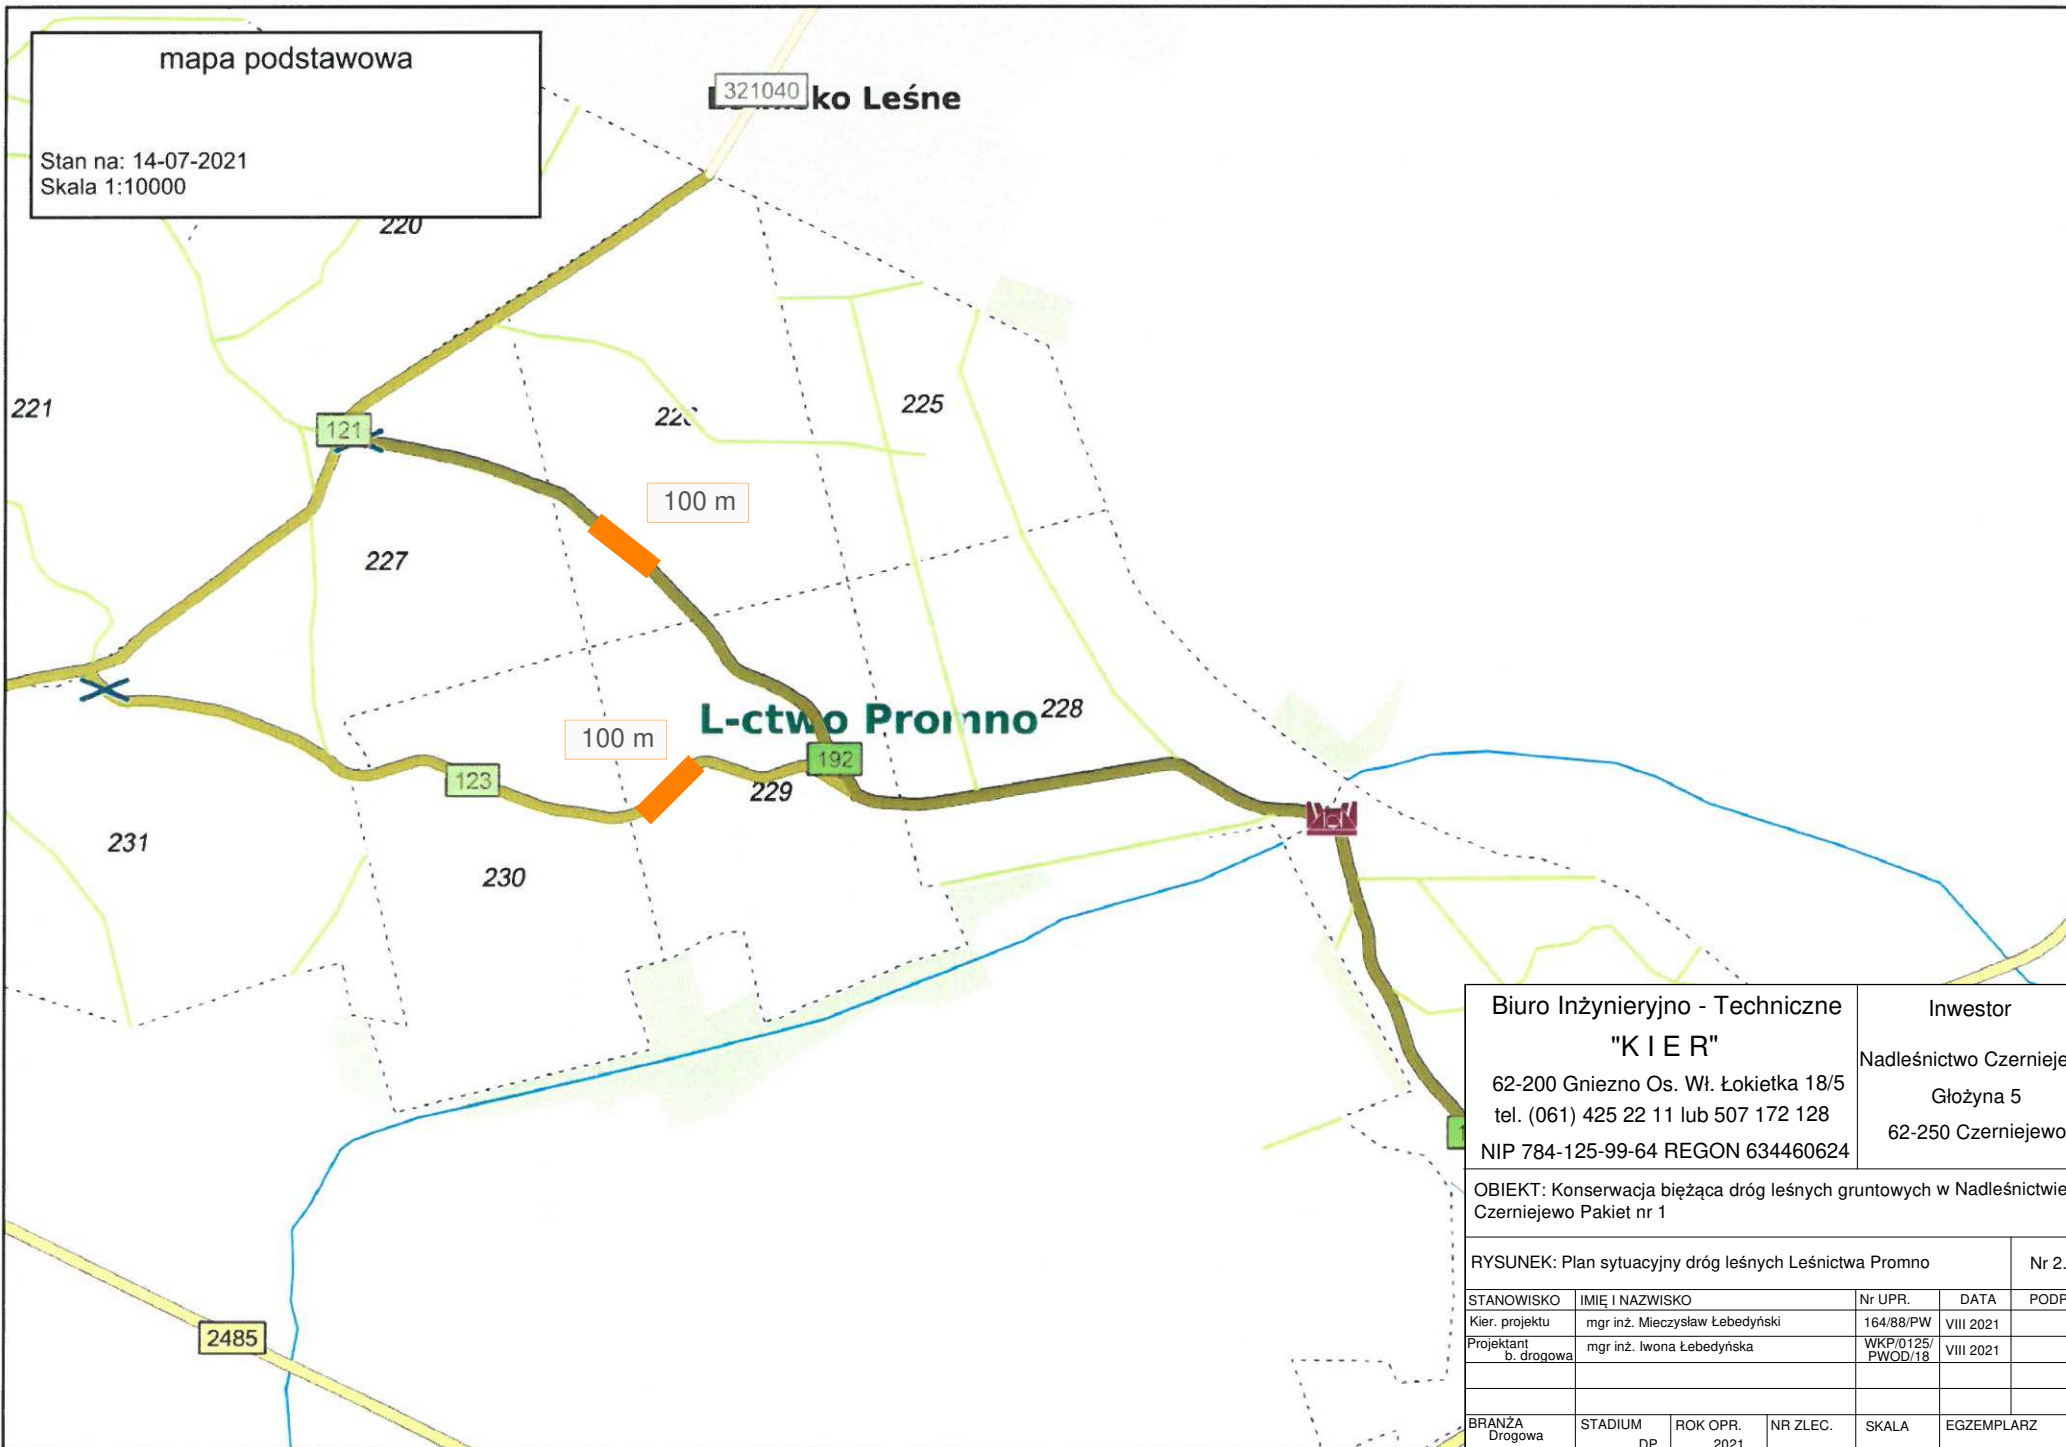 mapa podstawowa
Stan na: 14-07-2021
Skala 1:10000
321040
ko Leśne
220
221
121
225
100 m
227
L-ctwo Promno
228
100 m
192
123
229
231
230
2485
Biuro Inżynieryjno - Techniczne
"K I E R"
62-200 Gniezno Os. Wł. Łokietka 18/5
tel. (061) 425 22 11 lub 507 172 128
NIP 784-125-99-64 REGON 634460624
Inwestor
Nadleśnictwo Czernieje
Głożyna 5
62-250 Czerniejewo
OBIEKT: Konserwacja biężąca dróg leśnych gruntowych w Nadleśnictwie
Czerniejewo Pakiet nr 1
RYSUNEK: Plan sytuacyjny dróg leśnych Leśnictwa Promno Nr 2.
STANOWISKO IMIĘ I NAZWISKO Nr UPR. DATA PODP
Kier. projektu mgr inż. Mieczysław Łebedyński 164/88/PW VIII 2021
Projektant b. drogowa mgr inż. Iwona Łebedyńska WKP/0125/ PWOD/18 VIII 2021
BRANŻA STADIUM ROK OPR. NR ZLEC. SKALA EGZEMPLARZ
Drogowa DP 2021